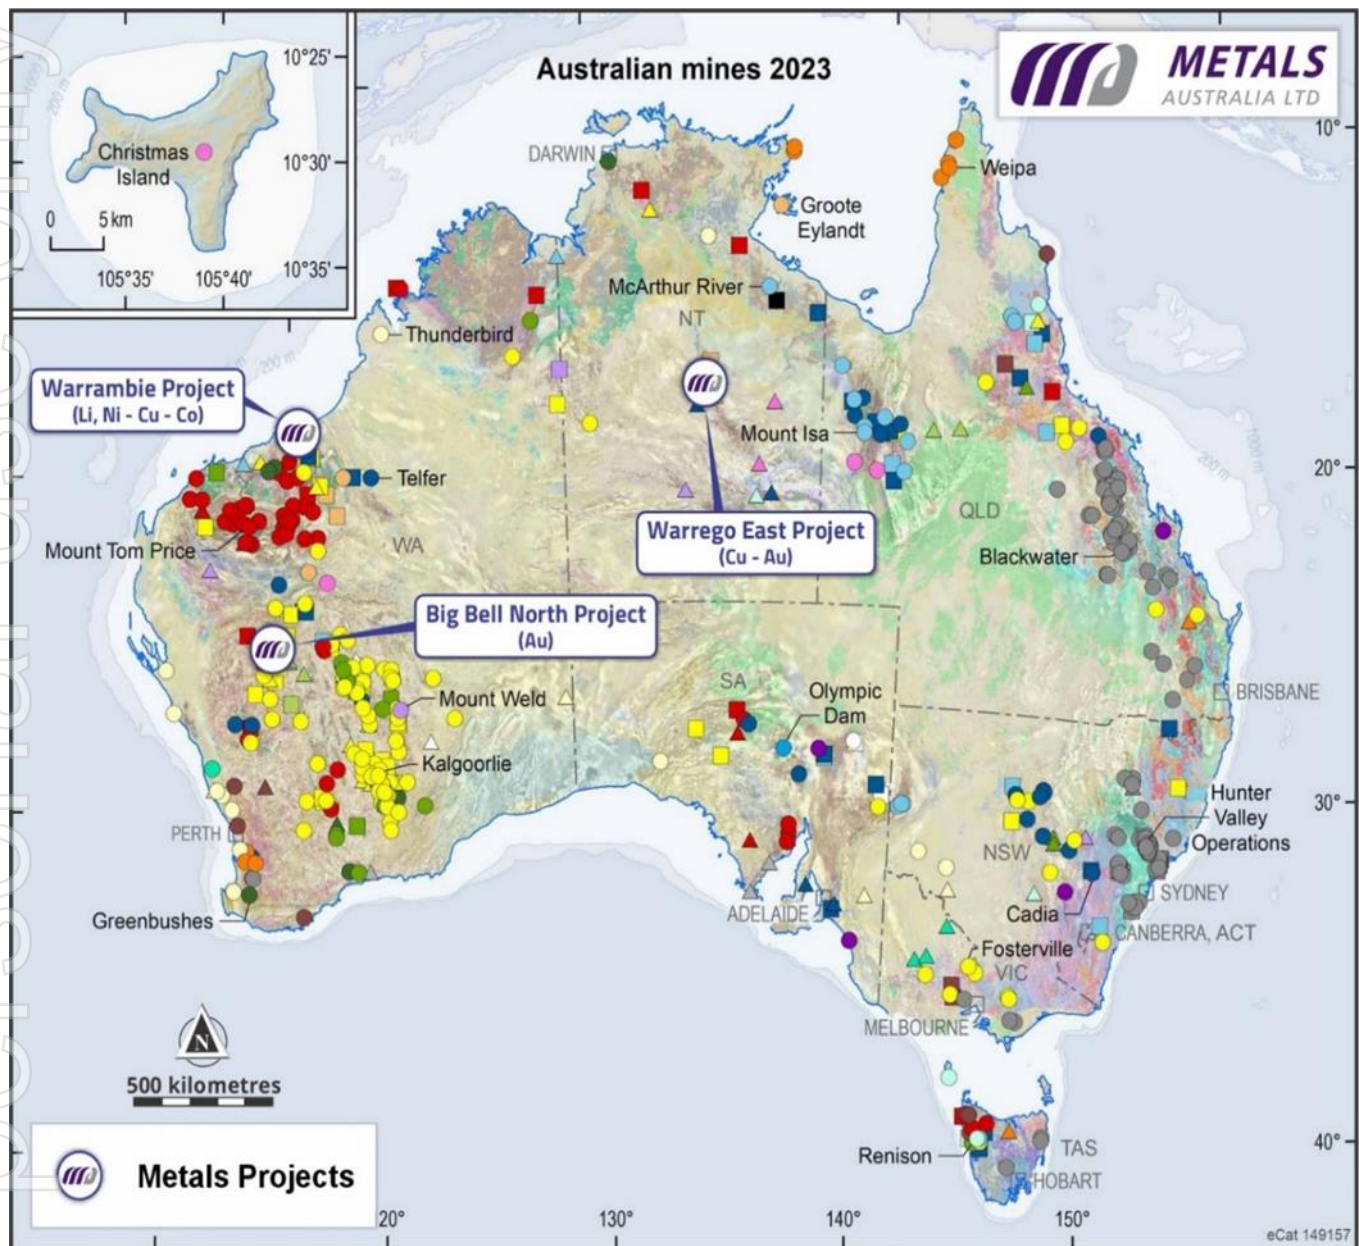 Australian mines 2023
METALS
AUSTRALIA LTD
10°25'
10°30'
10°35'
Christmas
Island
0 5 km
105°35' 105°40'
10°
20°
30°
40°
200 m
200 m
200 m
DARWIN
Weipa
Groote
Eylandt
McArthur River
NT
Thunderbird
Warrambie Project
(Li, Ni - Cu - Co)
Mount Isa
Telfer
Warrego East Project
(Cu - Au)
QLD
Mount Tom Price
WA
Blackwater
Big Bell North Project
(Au)
SA
Olympic
Dam
BRISBANE
Mount Weld
Kalgoorlie
Hunter
Valley
Operations
PERTH
NSW
SYDNEY
Greenbushes
ADELAIDE
Cadia
CANBERRA, ACT
Fosterville
VIC
MELBOURNE
N
500 kilometres
Renison
TAS
HOBART
Metals Projects
20° 130° 140° 150°
eCat 149157